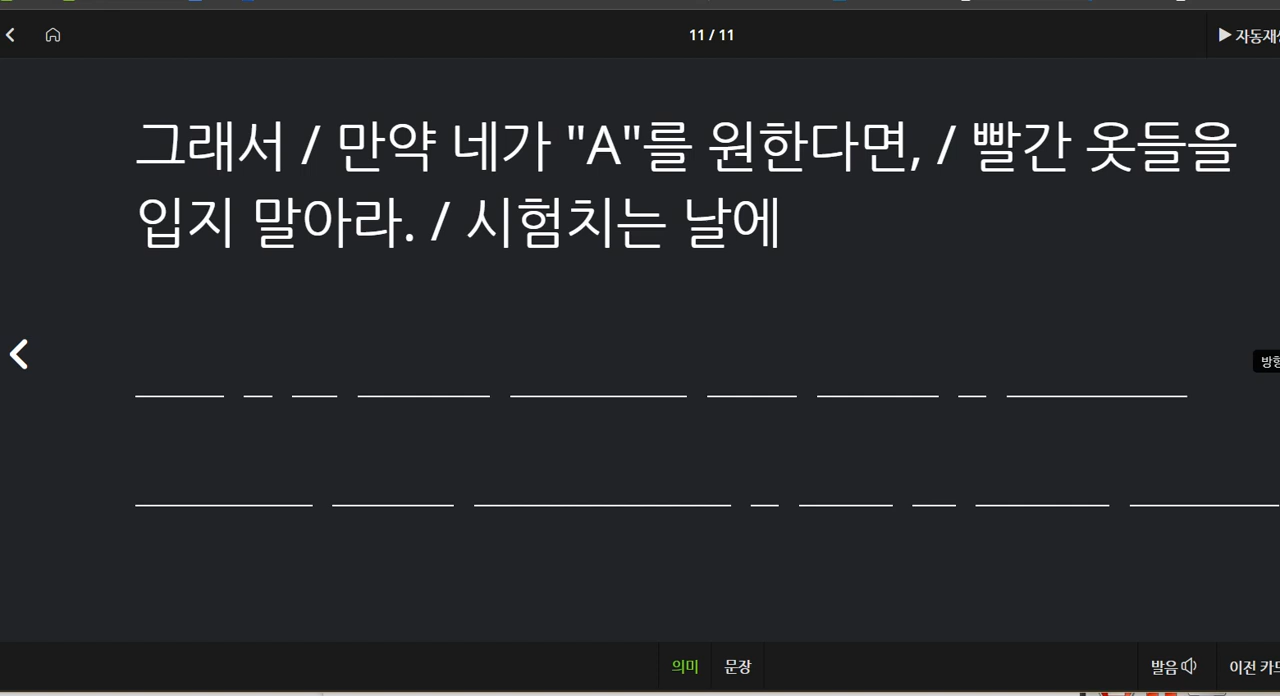 11 / 11
▶ 자동재
그래서 / 만약 네가 "A"를 원한다면, / 빨간 옷들을
입지 말아라. / 시험치는 날에
의미
문장
발음
이전